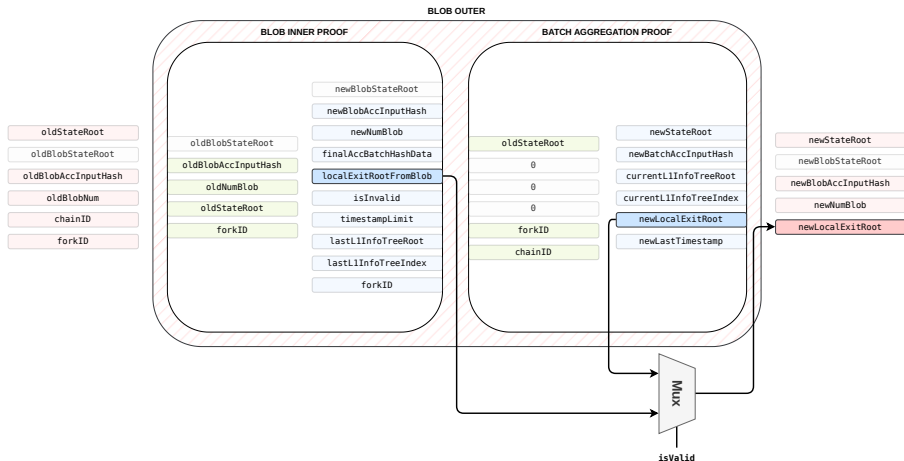 BLOB OUTER
BLOB INNER PROOF
BATCH AGGREGATION PROOF
oldStateRoot
oldBlobStateRoot
oldBlobAccInputHash
oldBlobNum
chainID
forkID
oldBlobStateRoot
oldBlobAccInputHash
oldNumBlob
oldStateRoot
forkID
newBlobStateRoot
newBlobAccInputHash
newNumBlob
finalAccBatchHashData
localExitRootFromBlob
isInvalid
timestampLimit
lastL1InfoTreeRoot
lastL1InfoTreeIndex
forkID
oldStateRoot
0
0
0
forkID
chainID
newStateRoot
newBatchAccInputHash
currentL1InfoTreeRoot
currentL1InfoTreeIndex
newLocalExitRoot
newLastTimestamp
newStateRoot
newBlobStateRoot
newBlobAccInputHash
newNumBlob
newLocalExitRoot
Mux
isValid